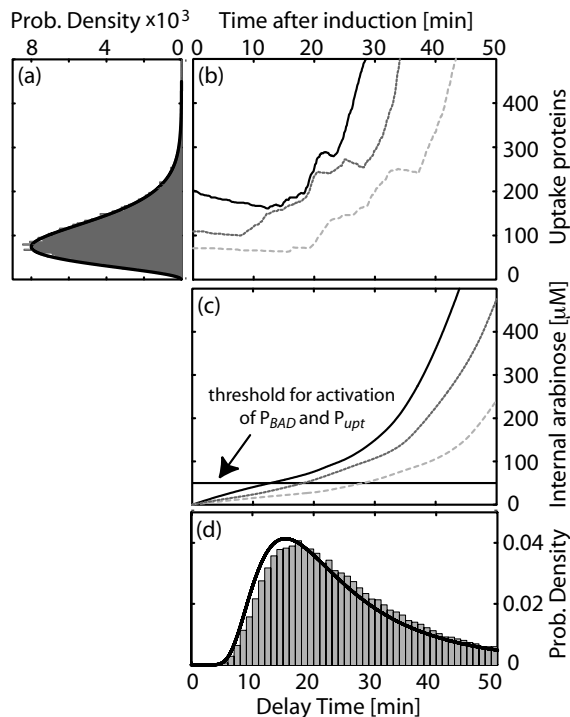 Prob. Density ×10³
Time after induction [min]
8 4 0
0 10 20 30 40 50
(a)
(b)
400
300
200
100
0
Uptake proteins
(c)
threshold for activation
of P_BAD and P_upt
400
300
200
100
0
Internal arabinose [μM]
(d)
0.04
0.02
0
Prob. Density
0 10 20 30 40 50
Delay Time [min]